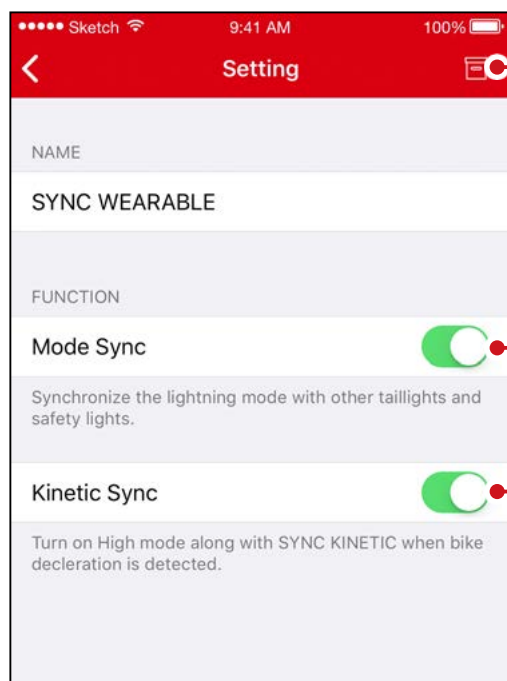 Sketch 9:41 AM 100%
Setting
NAME
SYNC WEARABLE
FUNCTION
Mode Sync
Synchronize the lightning mode with other taillights and
safety lights.
Kinetic Sync
Turn on High mode along with SYNC KINETIC when bike
decleration is detected.